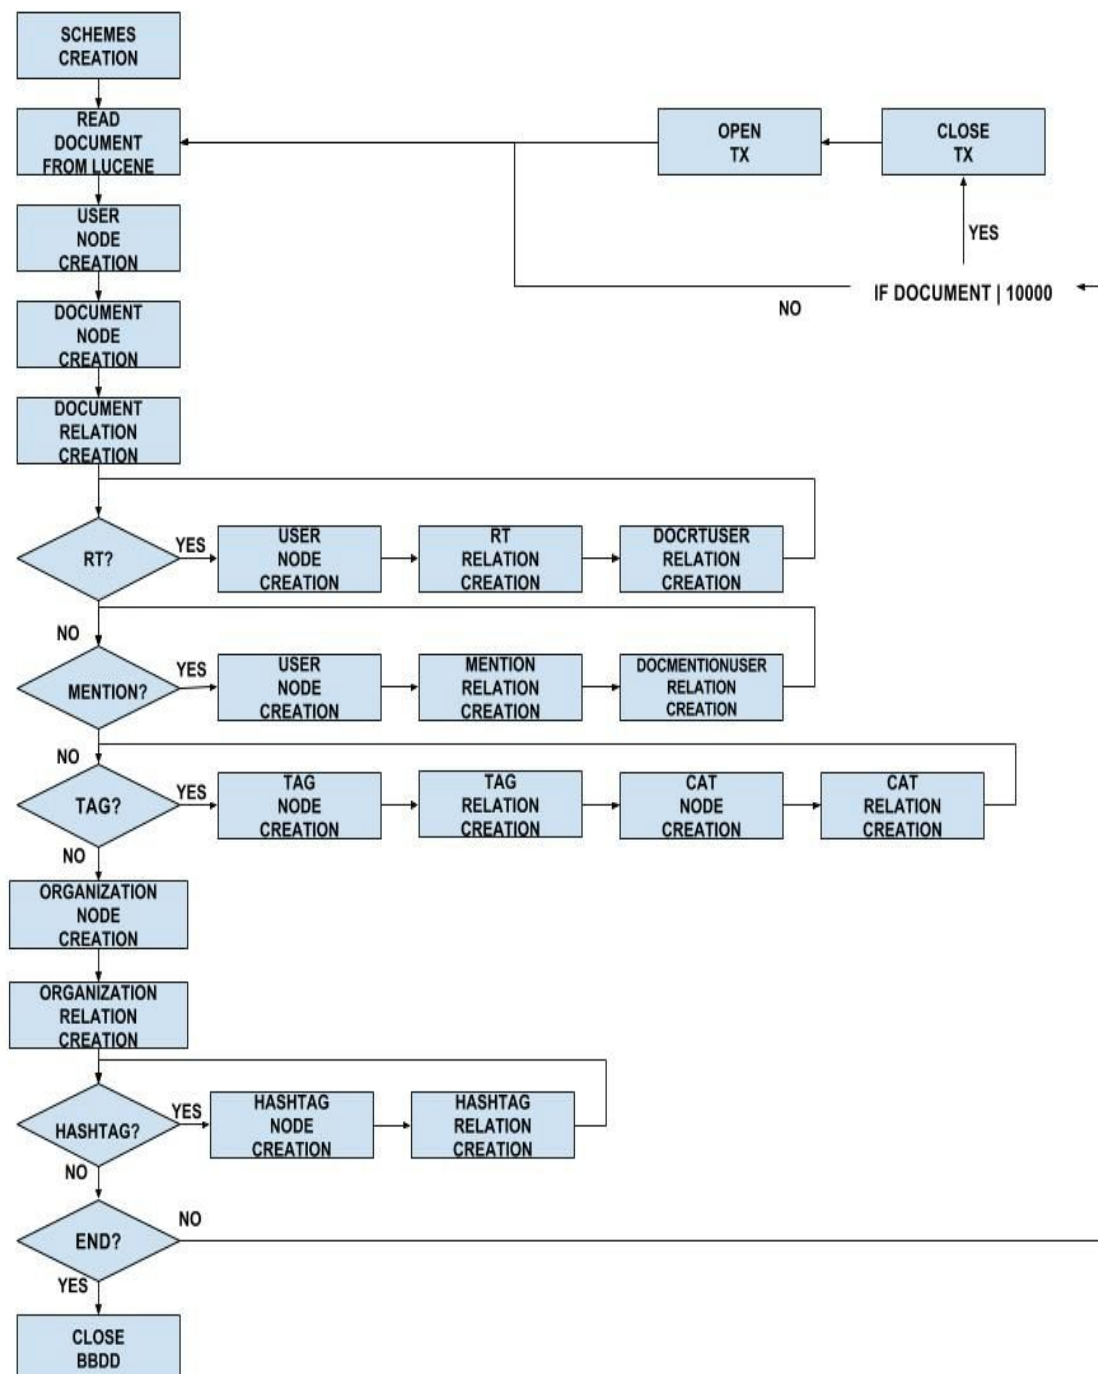 SCHEMES
CREATION
READ
DOCUMENT
FROM LUCENE
OPEN
TX
CLOSE
TX
USER
NODE
CREATION
YES
IF DOCUMENT | 10000
NO
DOCUMENT
NODE
CREATION
DOCUMENT
RELATION
CREATION
RT?
YES
USER
NODE
CREATION
RT
RELATION
CREATION
DOCRTUSER
RELATION
CREATION
NO
MENTION?
YES
USER
NODE
CREATION
MENTION
RELATION
CREATION
DOCMENTIONUSER
RELATION
CREATION
NO
TAG?
YES
TAG
NODE
CREATION
TAG
RELATION
CREATION
CAT
NODE
CREATION
CAT
RELATION
CREATION
NO
ORGANIZATION
NODE
CREATION
ORGANIZATION
RELATION
CREATION
HASHTAG?
YES
HASHTAG
NODE
CREATION
HASHTAG
RELATION
CREATION
NO
END?
NO
YES
CLOSE
BBDD